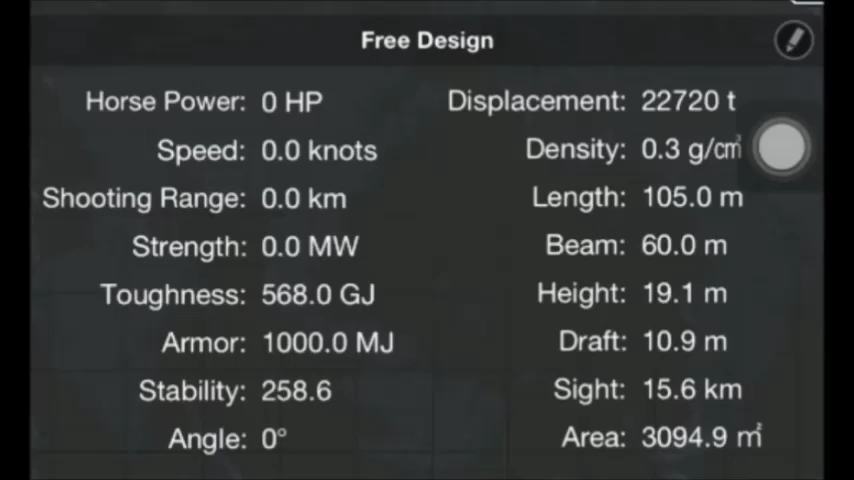 Free Design
Horse Power: 0 HP
Displacement: 22720 t
Speed: 0.0 knots
Density: 0.3 g/cm³
Shooting Range: 0.0 km
Length: 105.0 m
Strength: 0.0 MW
Beam: 60.0 m
Toughness: 568.0 GJ
Height: 19.1 m
Armor: 1000.0 MJ
Draft: 10.9 m
Stability: 258.6
Sight: 15.6 km
Angle: 0°
Area: 3094.9 m²